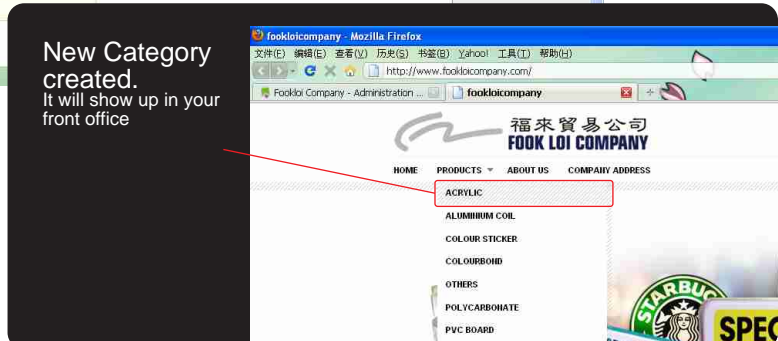 New Category
created.
It will show up in your
front office
fookloicompany - Mozilla Firefox
文件(F) 编辑(E) 查看(V) 历史(S) 书签(B) Yahoo! 工具(T) 帮助(H)
http://www.fookloicompany.com/
Fookloi Company - Administration ... fookloicompany
福來貿易公司
FOOK LOI COMPANY
HOME PRODUCTS ABOUT US COMPANY ADDRESS
ACRYLIC
ALUMINIUM COIL
COLOUR STICKER
COLOURBOND
OTHERS
POLYCARBONATE
PVC BOARD
STARBU
SPEC